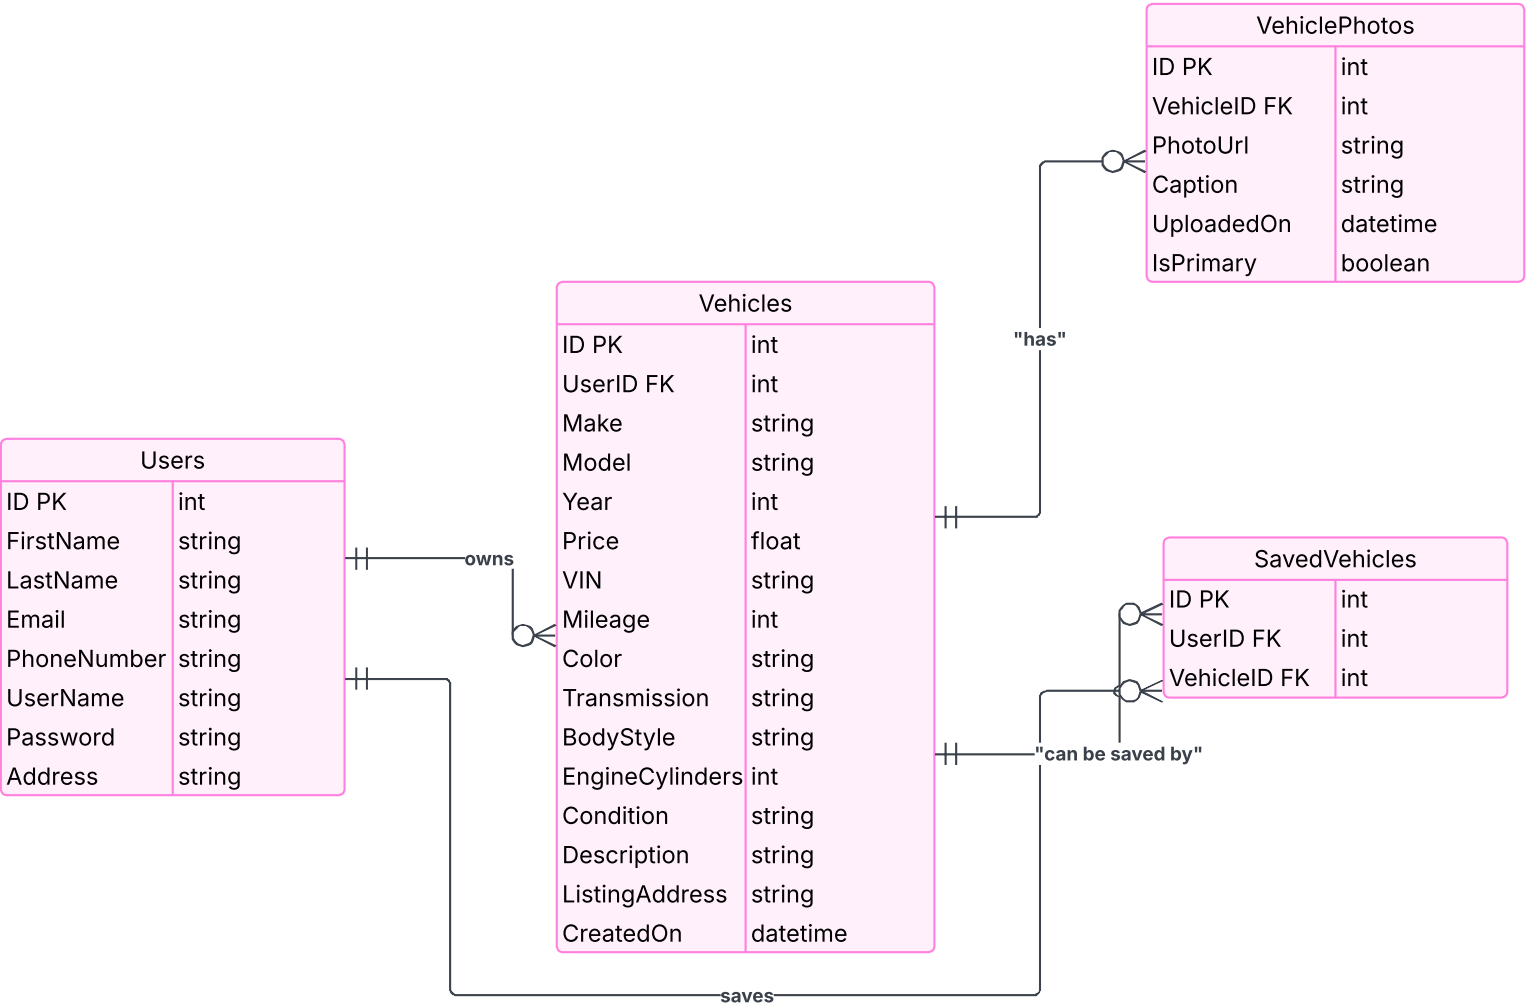 VehiclePhotos
ID PK int
VehicleID FK int
PhotoUrl string
Caption string
UploadedOn datetime
IsPrimary boolean
"has"
Vehicles
ID PK int
UserID FK int
Make string
Model string
Year int
Price float
VIN string
Mileage int
Color string
Transmission string
BodyStyle string
EngineCylinders int
Condition string
Description string
ListingAddress string
CreatedOn datetime
Users
ID PK int
FirstName string
LastName string
Email string
PhoneNumber string
UserName string
Password string
Address string
owns
SavedVehicles
ID PK int
UserID FK int
VehicleID FK int
"can be saved by"
saves